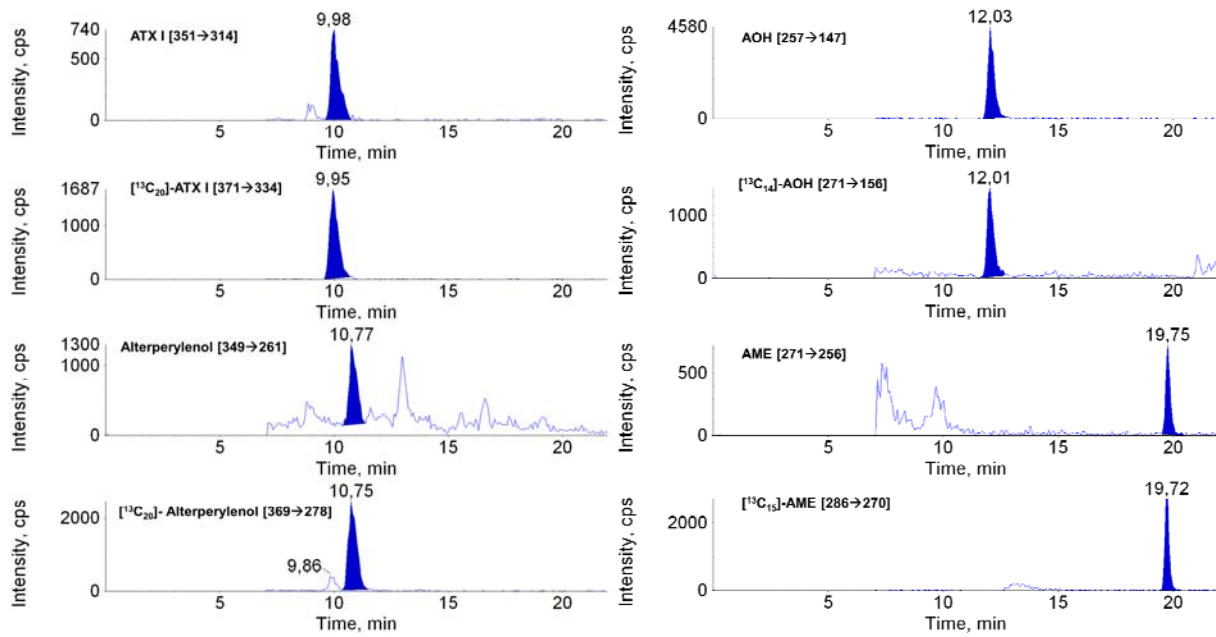 740
9,98
ATX I [351→314]
500
0
5
10
15
20
Intensity, cps
Time, min
1687
9,95
[¹³C₂₀]-ATX I [371→334]
1000
0
5
10
15
20
Intensity, cps
Time, min
1300
10,77
Alterperylenol [349→261]
1000
0
5
10
15
20
Intensity, cps
Time, min
10,75
[¹³C₂₀]- Alterperylenol [369→278]
2000
9,86
0
5
10
15
20
Intensity, cps
Time, min
4580
12,03
AOH [257→147]
0
5
10
15
20
Intensity, cps
Time, min
12,01
[¹³C₁₄]-AOH [271→156]
1000
0
5
10
15
20
Intensity, cps
Time, min
19,75
AME [271→256]
500
0
5
10
15
20
Intensity, cps
Time, min
19,72
[¹³C₁₅]-AME [286→270]
2000
0
5
10
15
20
Intensity, cps
Time, min